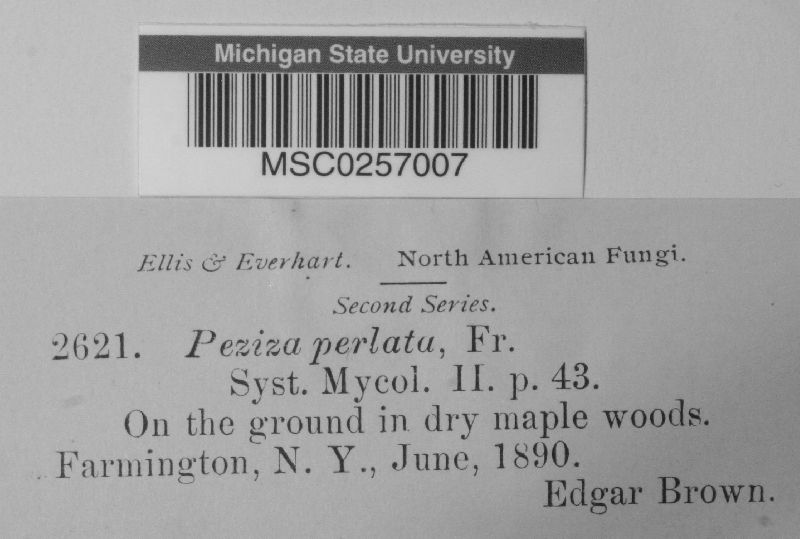 Michigan State University
MSC0257007
Ellis & Everhart. North American Fungi.
Second Series.
2621. Peziza perlata, Fr.
Syst. Mycol. II. p. 43.
On the ground in dry maple woods.
Farmington, N. Y., June, 1890.
Edgar Brown.